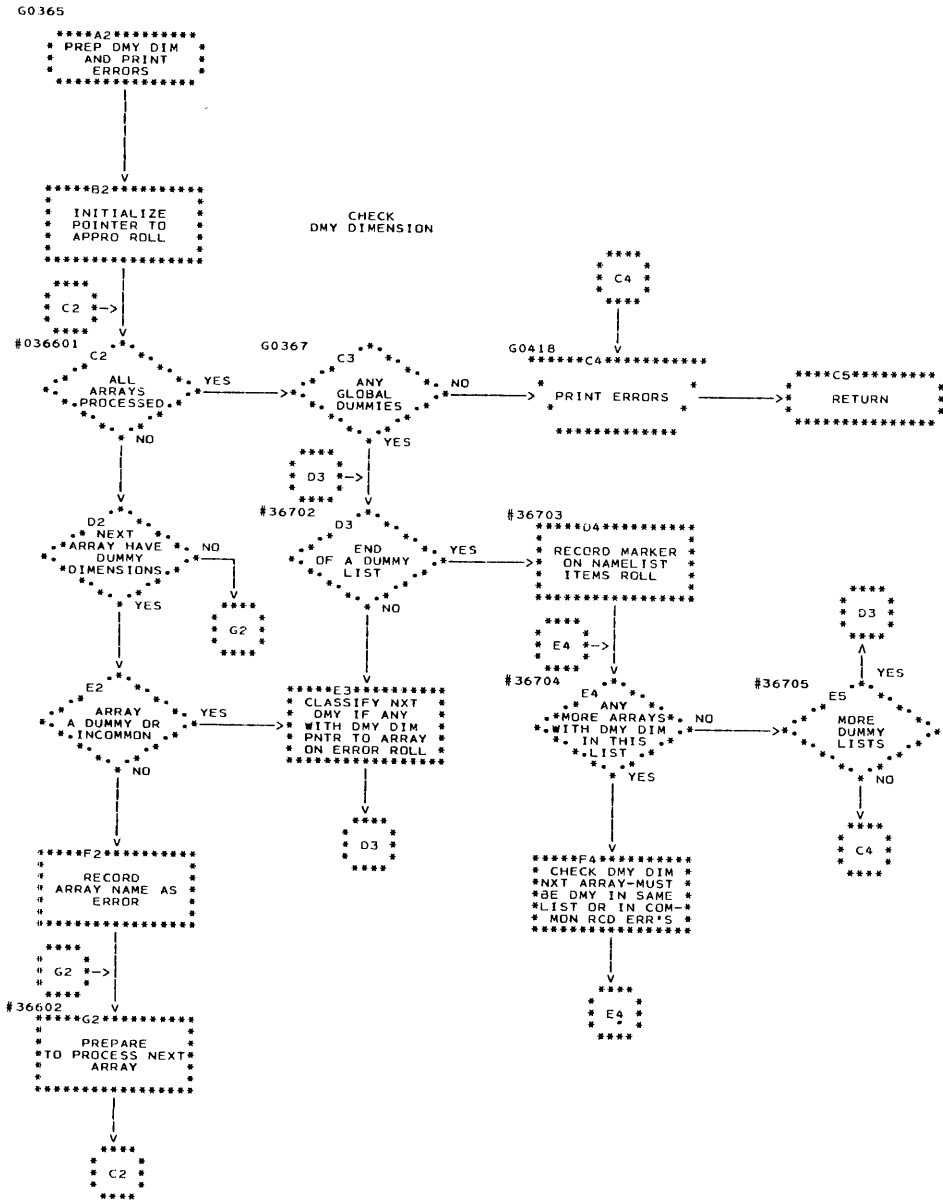 G0365
A2
PREP DMY DIM
AND PRINT
ERRORS
B2
INITIALIZE
POINTER TO
APPRO ROLL
CHECK
DMY DIMENSION
C4
C2
#036601
C2
ALL
ARRAYS
PROCESSED
YES
NO
G0367
C3
ANY
GLOBAL
DUMMIES
NO
YES
G0418
C4
PRINT ERRORS
C5
RETURN
D3
D2
NEXT
ARRAY HAVE
DUMMY
DIMENSIONS
NO
YES
G2
#36702
D3
END
OF A DUMMY
LIST
YES
NO
#36703
D4
RECORD MARKER
ON NAMELIST
ITEMS ROLL
D3
E4
E2
ARRAY
A DUMMY OR
INCOMMON
YES
NO
E3
CLASSIFY NXT
DMY IF ANY
WITH DMY DIM
PNTR TO ARRAY
ON ERROR ROLL
D3
#36704
E4
ANY
MORE ARRAYS
WITH DMY DIM
IN THIS
LIST
NO
YES
#36705
E5
MORE
DUMMY
LISTS
YES
NO
C4
F2
RECORD
ARRAY NAME AS
ERROR
F4
CHECK DMY DIM
NXT ARRAY-MUST
BE DMY IN SAME
LIST OR IN COM-
MON RCD ERR'S
E4
G2
#36602
G2
PREPARE
TO PROCESS NEXT
ARRAY
C2